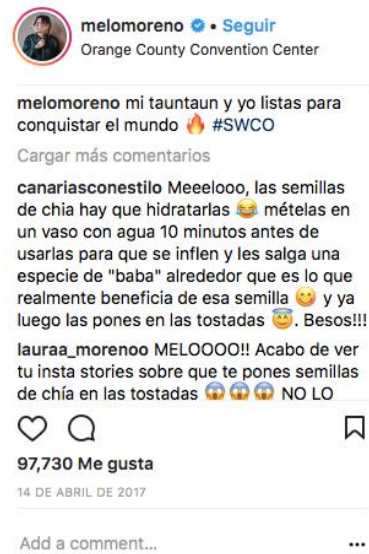 melomoreno • Seguir
Orange County Convention Center
melomoreno mi tauntaun y yo listas para
conquistar el mundo 🔥 #SWCO
Cargar más comentarios
canariasconestilo Meeelooo, las semillas
de chia hay que hidratarlas 😂 mételas en
un vaso con agua 10 minutos antes de
usarlas para que se inflen y les salga una
especie de "baba" alrededor que es lo que
realmente beneficia de esa semilla 😋 y ya
luego las pones en las tostadas 😇. Besos!!!
lauraa_morenoo MELOOOO!! Acabo de ver
tu insta stories sobre que te pones semillas
de chía en las tostadas 😱 😱 😱 NO LO
97,730 Me gusta
14 DE ABRIL DE 2017
Add a comment...